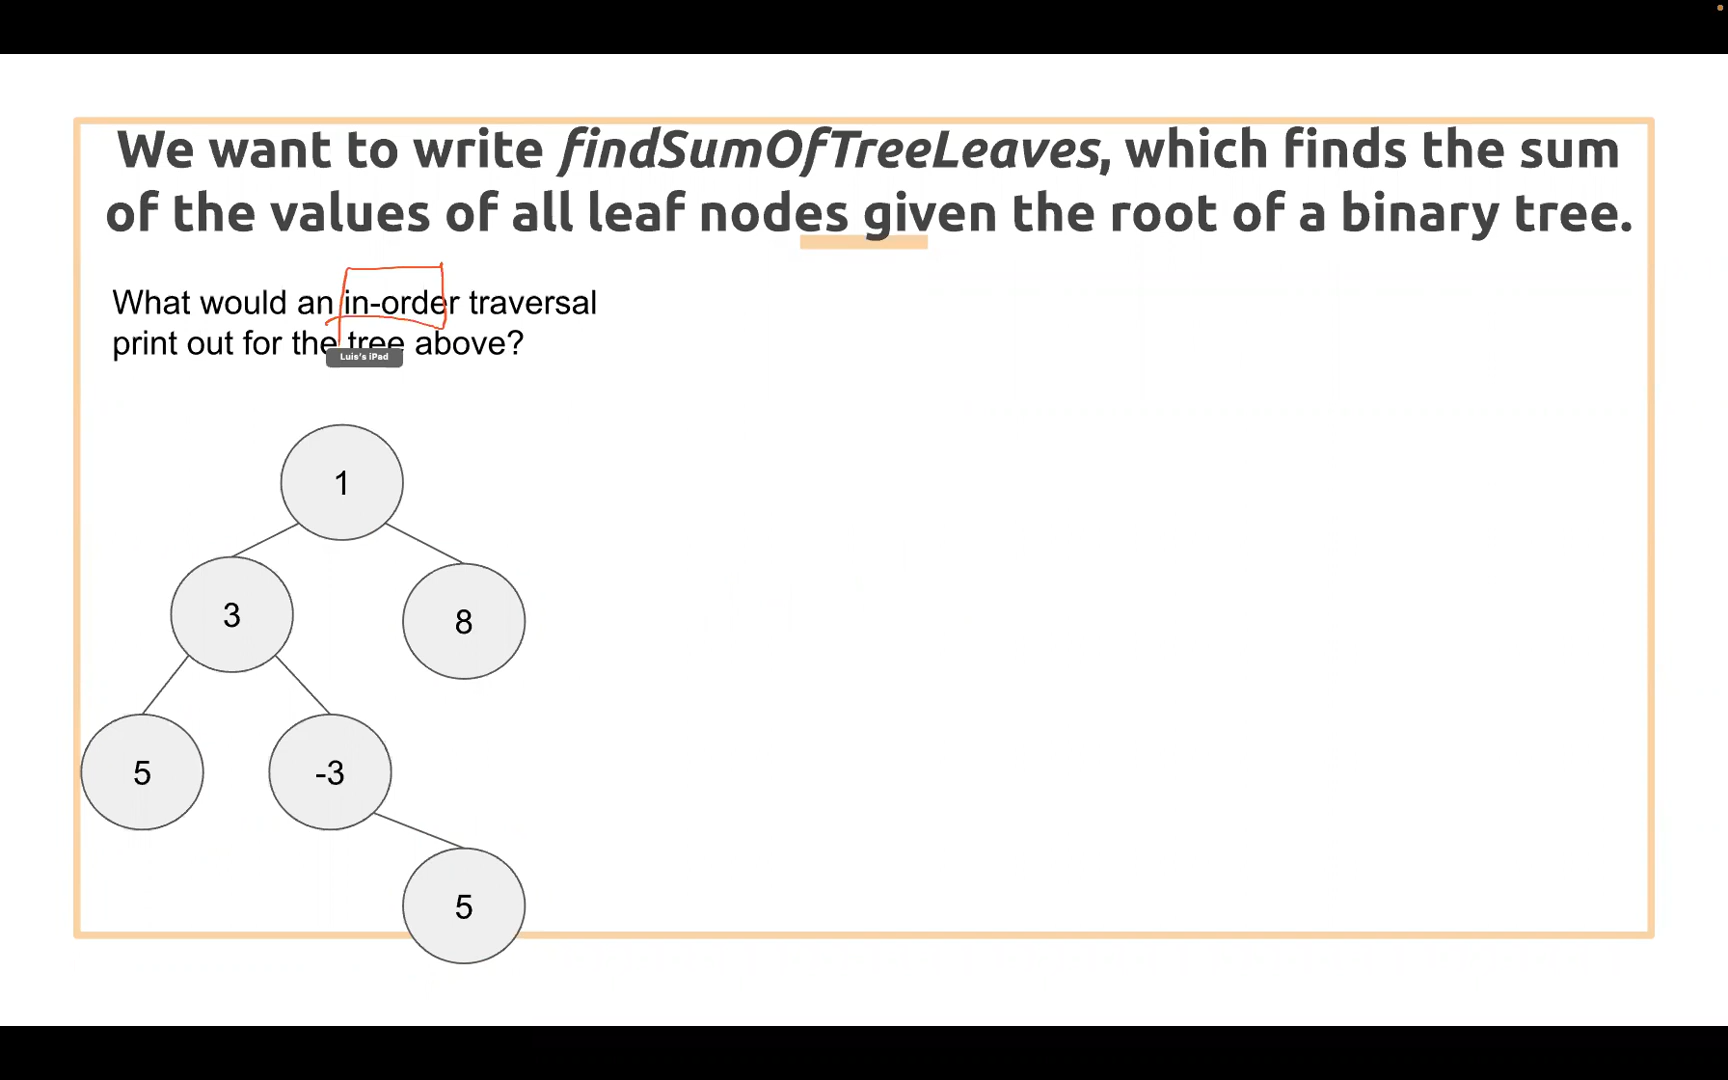 We want to write findSumOfTreeLeaves, which finds the sum
of the values of all leaf nodes given the root of a binary tree.
What would an in-order traversal
print out for the tree above?
Luis's iPad
1
3
8
5
-3
5